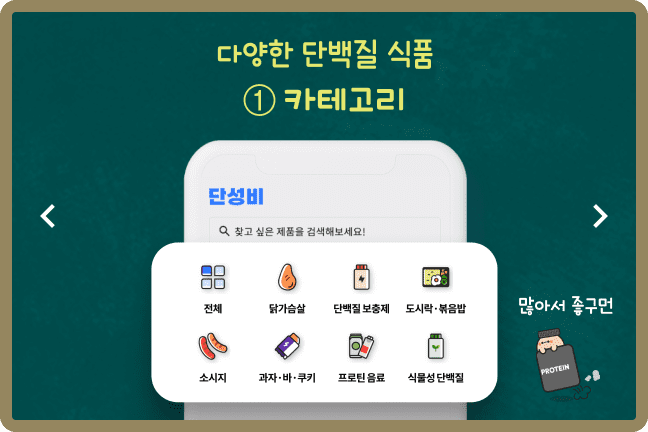 다양한 단백질 식품
① 카테고리
단성비
찾고 싶은 제품을 검색해보세요!
전체
닭가슴살
단백질 보충제
도시락·볶음밥
소시지
과자·바·쿠키
프로틴 음료
식물성 단백질
많아서 좋구먼
PROTEIN